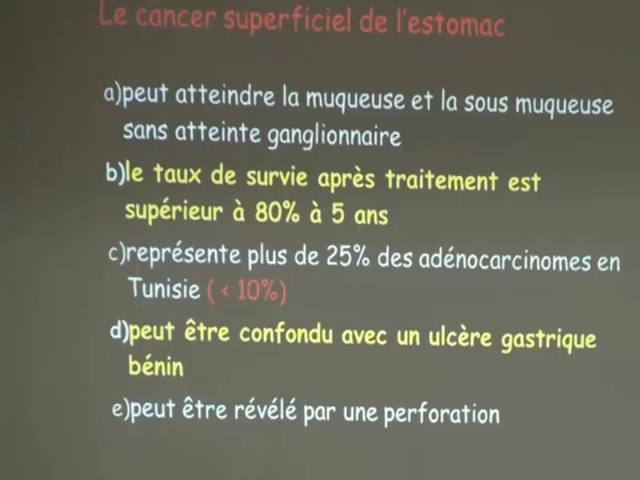 Le cancer superficiel de l'estomac
a)peut atteindre la muqueuse et la sous muqueuse
sans atteinte ganglionnaire
b)le taux de survie après traitement est
supérieur à 80% à 5 ans
c)représente plus de 25% des adénocarcinomes en
Tunisie ( < 10%)
d)peut être confondu avec un ulcère gastrique
bénin
e)peut être révélé par une perforation